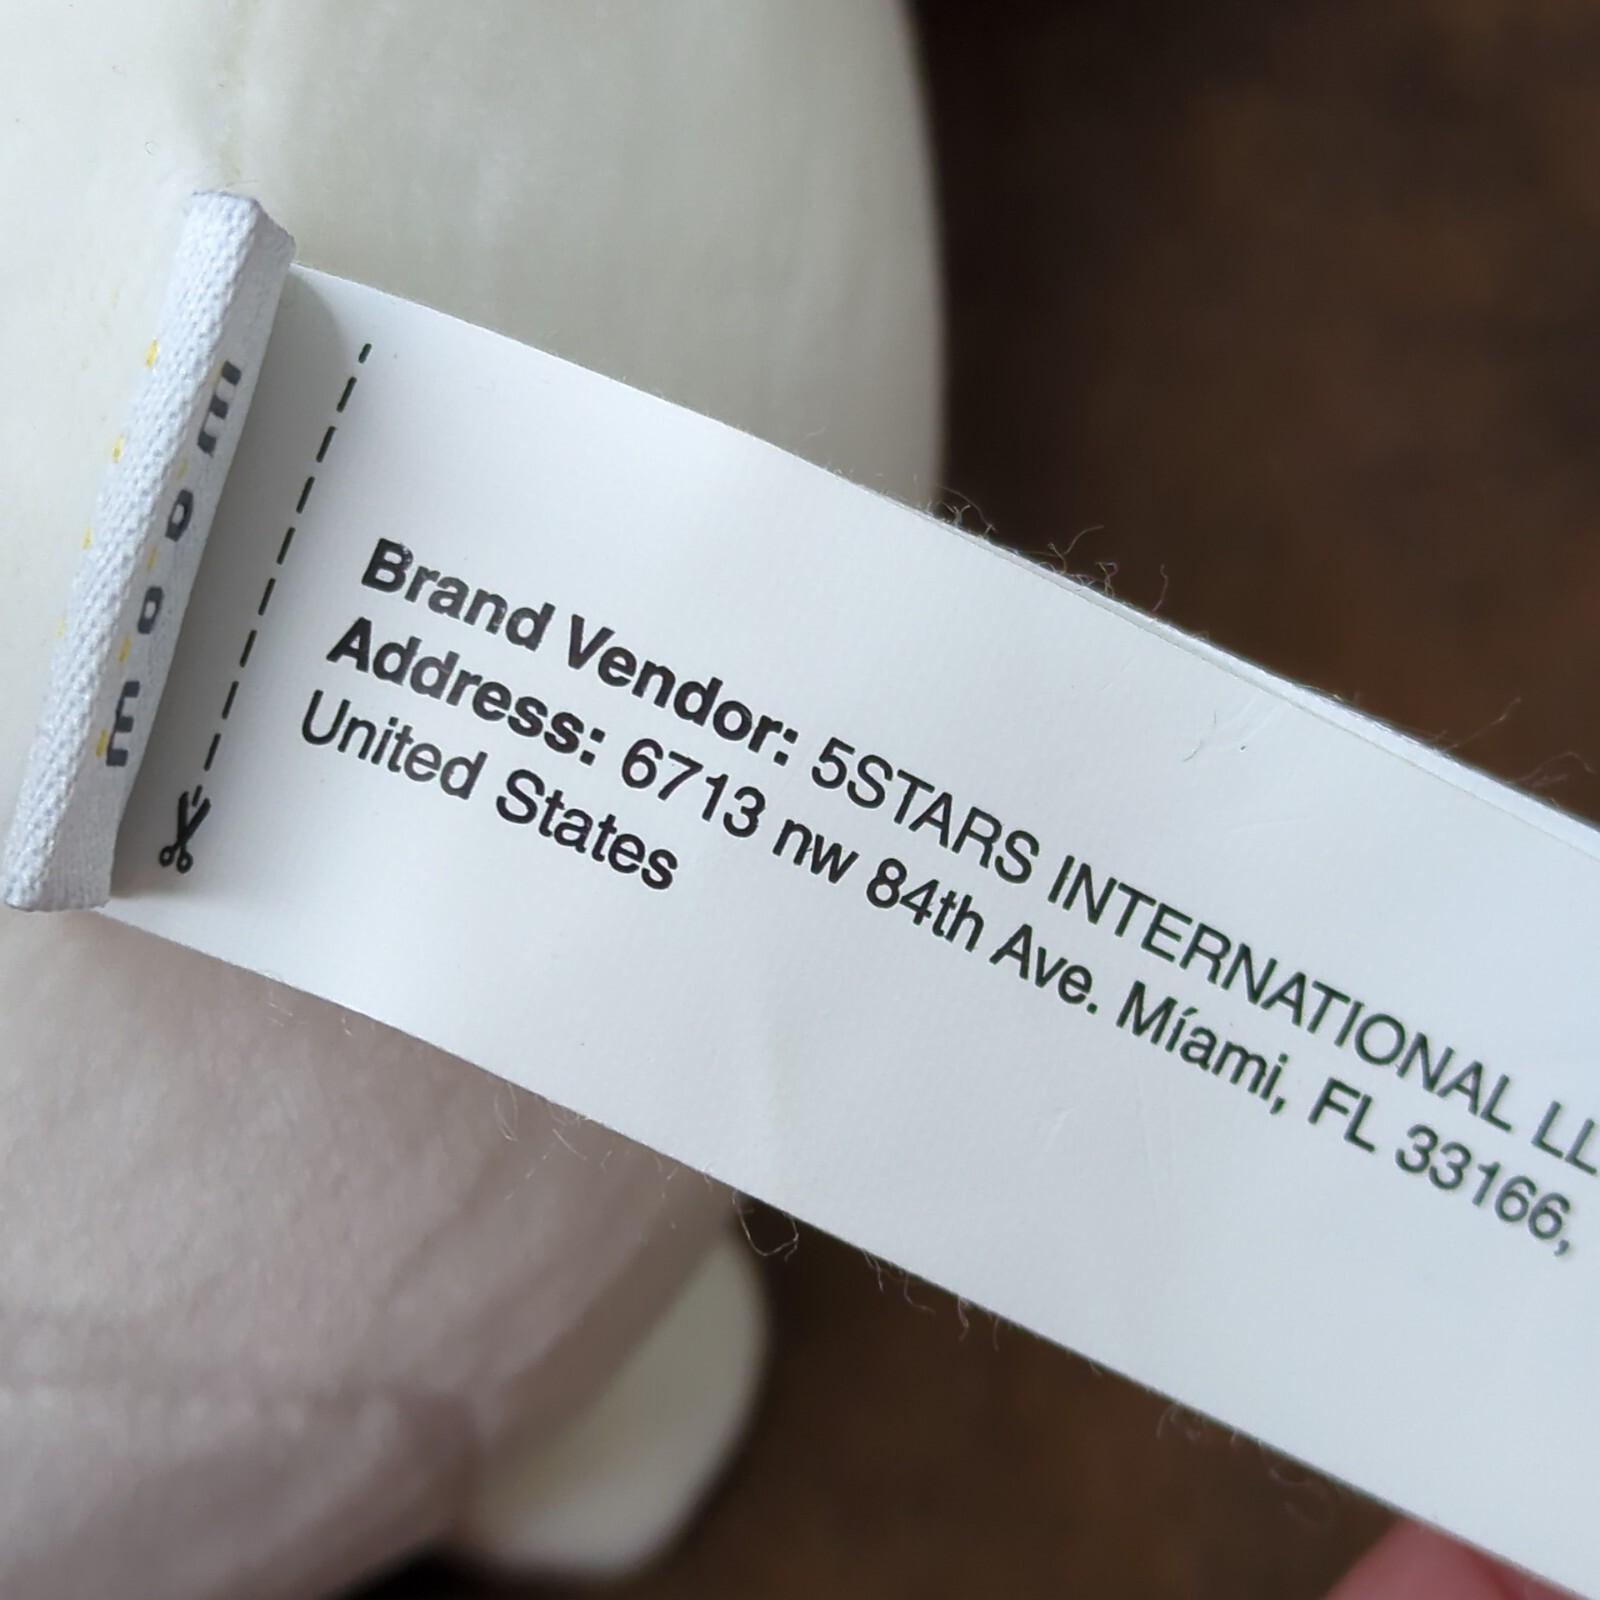 Brand Vendor: 5STARS INTERNATIONAL LL
Address: 6713 nw 84th Ave. Míami, FL 33166,
United States